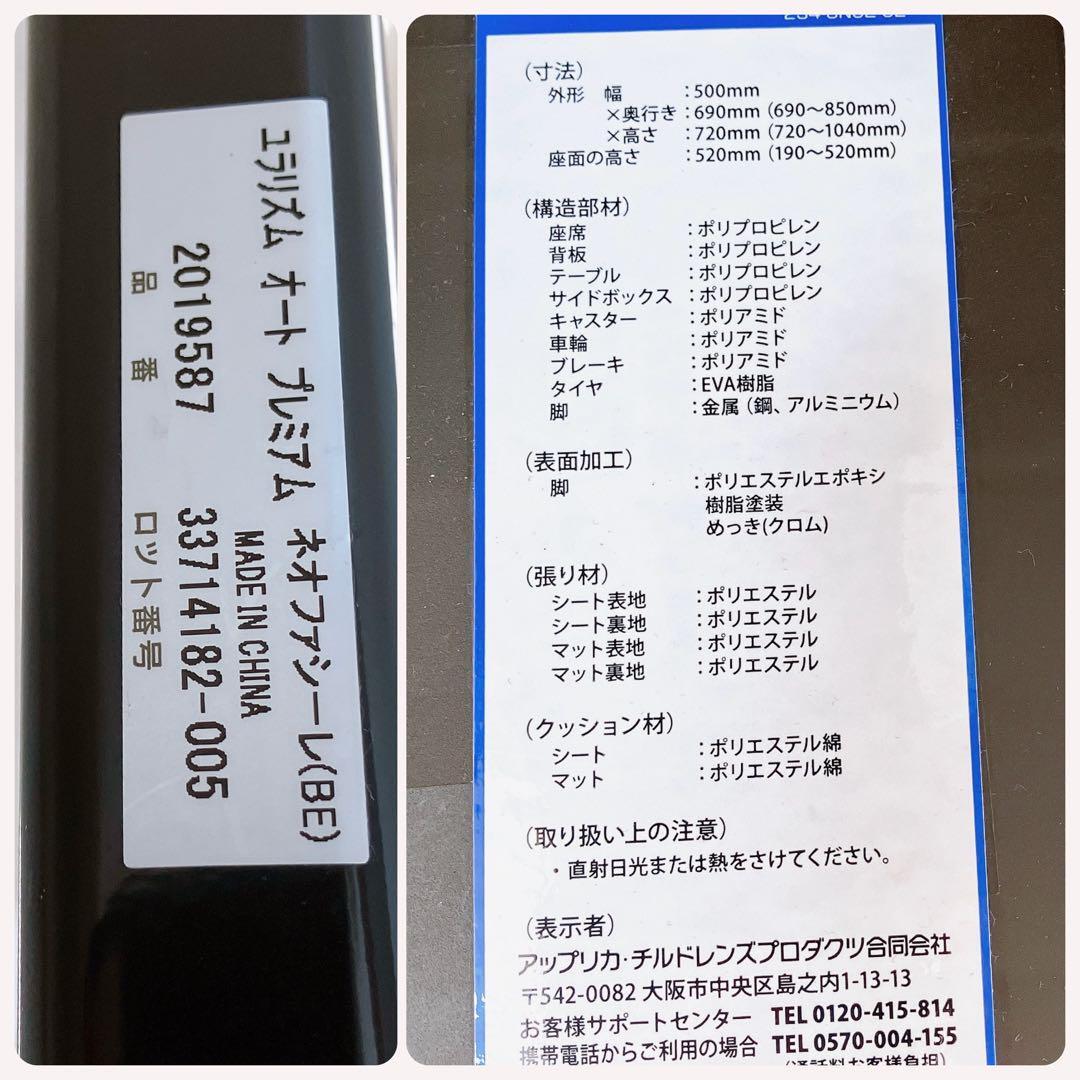 ユラリズム オート プレミアム ネオファシーレ(BE)
MADE IN CHINA
2019587 33714182-005
品番 ロット番号
(寸法)
外形 幅 :500mm
×奥行き:690mm (690〜850mm)
×高さ :720mm (720〜1040mm)
座面の高さ :520mm (190〜520mm)
(構造部材)
座席 :ポリプロピレン
背板 :ポリプロピレン
テーブル :ポリプロピレン
サイドボックス :ポリプロピレン
キャスター :ポリアミド
車輪 :ポリアミド
ブレーキ :ポリアミド
タイヤ :EVA樹脂
脚 :金属(鋼、アルミニウム)
(表面加工)
脚 :ポリエステルエポキシ
樹脂塗装
めっき(クロム)
(張り材)
シート表地 :ポリエステル
シート裏地 :ポリエステル
マット表地 :ポリエステル
マット裏地 :ポリエステル
(クッション材)
シート :ポリエステル綿
マット :ポリエステル綿
(取り扱い上の注意)
・直射日光または熱をさけてください。
(表示者)
アップリカ・チルドレンズプロダクツ合同会社
〒542-0082 大阪市中央区島之内1-13-13
お客様サポートセンター TEL 0120-415-814
携帯電話からご利用の場合 TEL 0570-004-155
(通話料お客様負担)